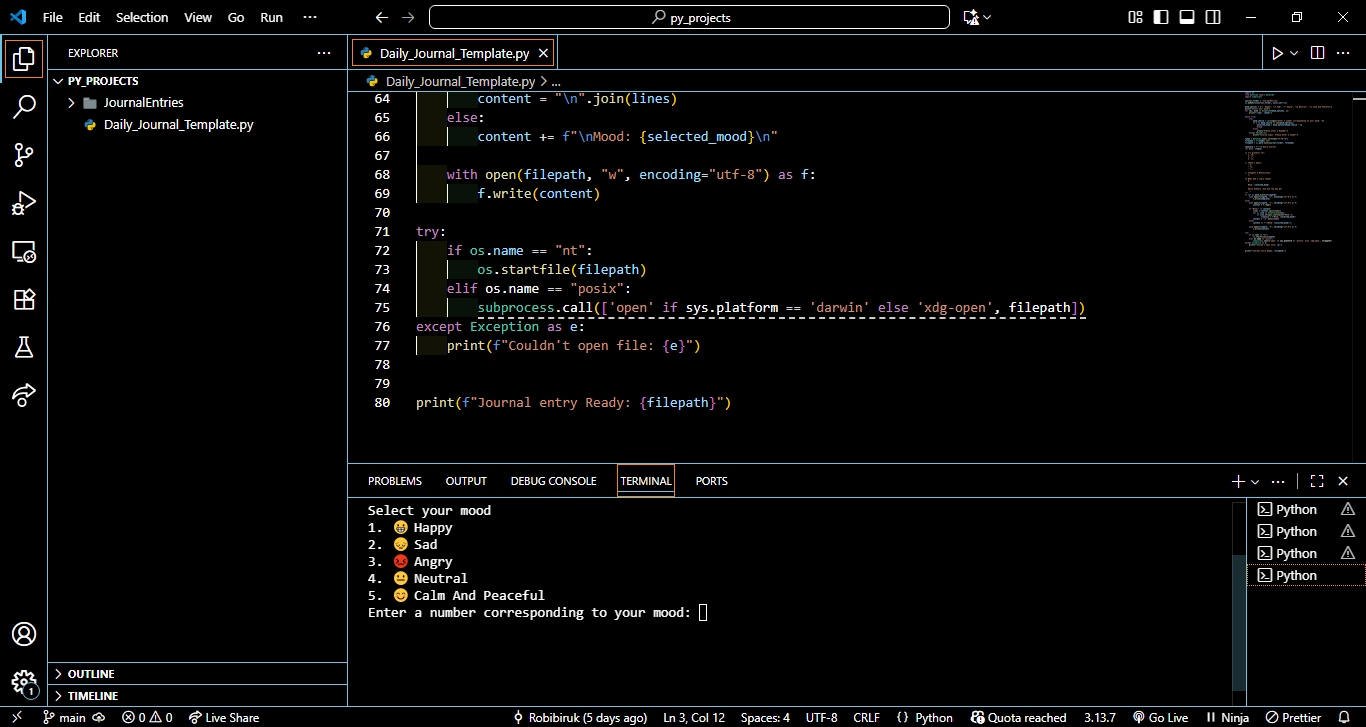 File Edit Selection View Go Run ···
py_projects
EXPLORER ···
PY_PROJECTS
JournalEntries
Daily_Journal_Template.py
OUTLINE
TIMELINE
Daily_Journal_Template.py
Daily_Journal_Template.py > ...
64 content = "\n".join(lines)
65 else:
66 content += f"\nMood: {selected_mood}\n"
67
68 with open(filepath, "w", encoding="utf-8") as f:
69 f.write(content)
70
71 try:
72 if os.name == "nt":
73 os.startfile(filepath)
74 elif os.name == "posix":
75 subprocess.call(['open' if sys.platform == 'darwin' else 'xdg-open', filepath])
76 except Exception as e:
77 print(f"Couldn't open file: {e}")
78
79
80 print(f"Journal entry Ready: {filepath}")
PROBLEMS OUTPUT DEBUG CONSOLE TERMINAL PORTS
Select your mood
1. 😀 Happy
2. 😞 Sad
3. 😡 Angry
4. 😐 Neutral
5. 😊 Calm And Peaceful
Enter a number corresponding to your mood:
Python
Python
Python
Python
1
main 0 0 Live Share Robibiruk (5 days ago) Ln 3, Col 12 Spaces: 4 UTF-8 CRLF {} Python Quota reached 3.13.7 Go Live Ninja Prettier